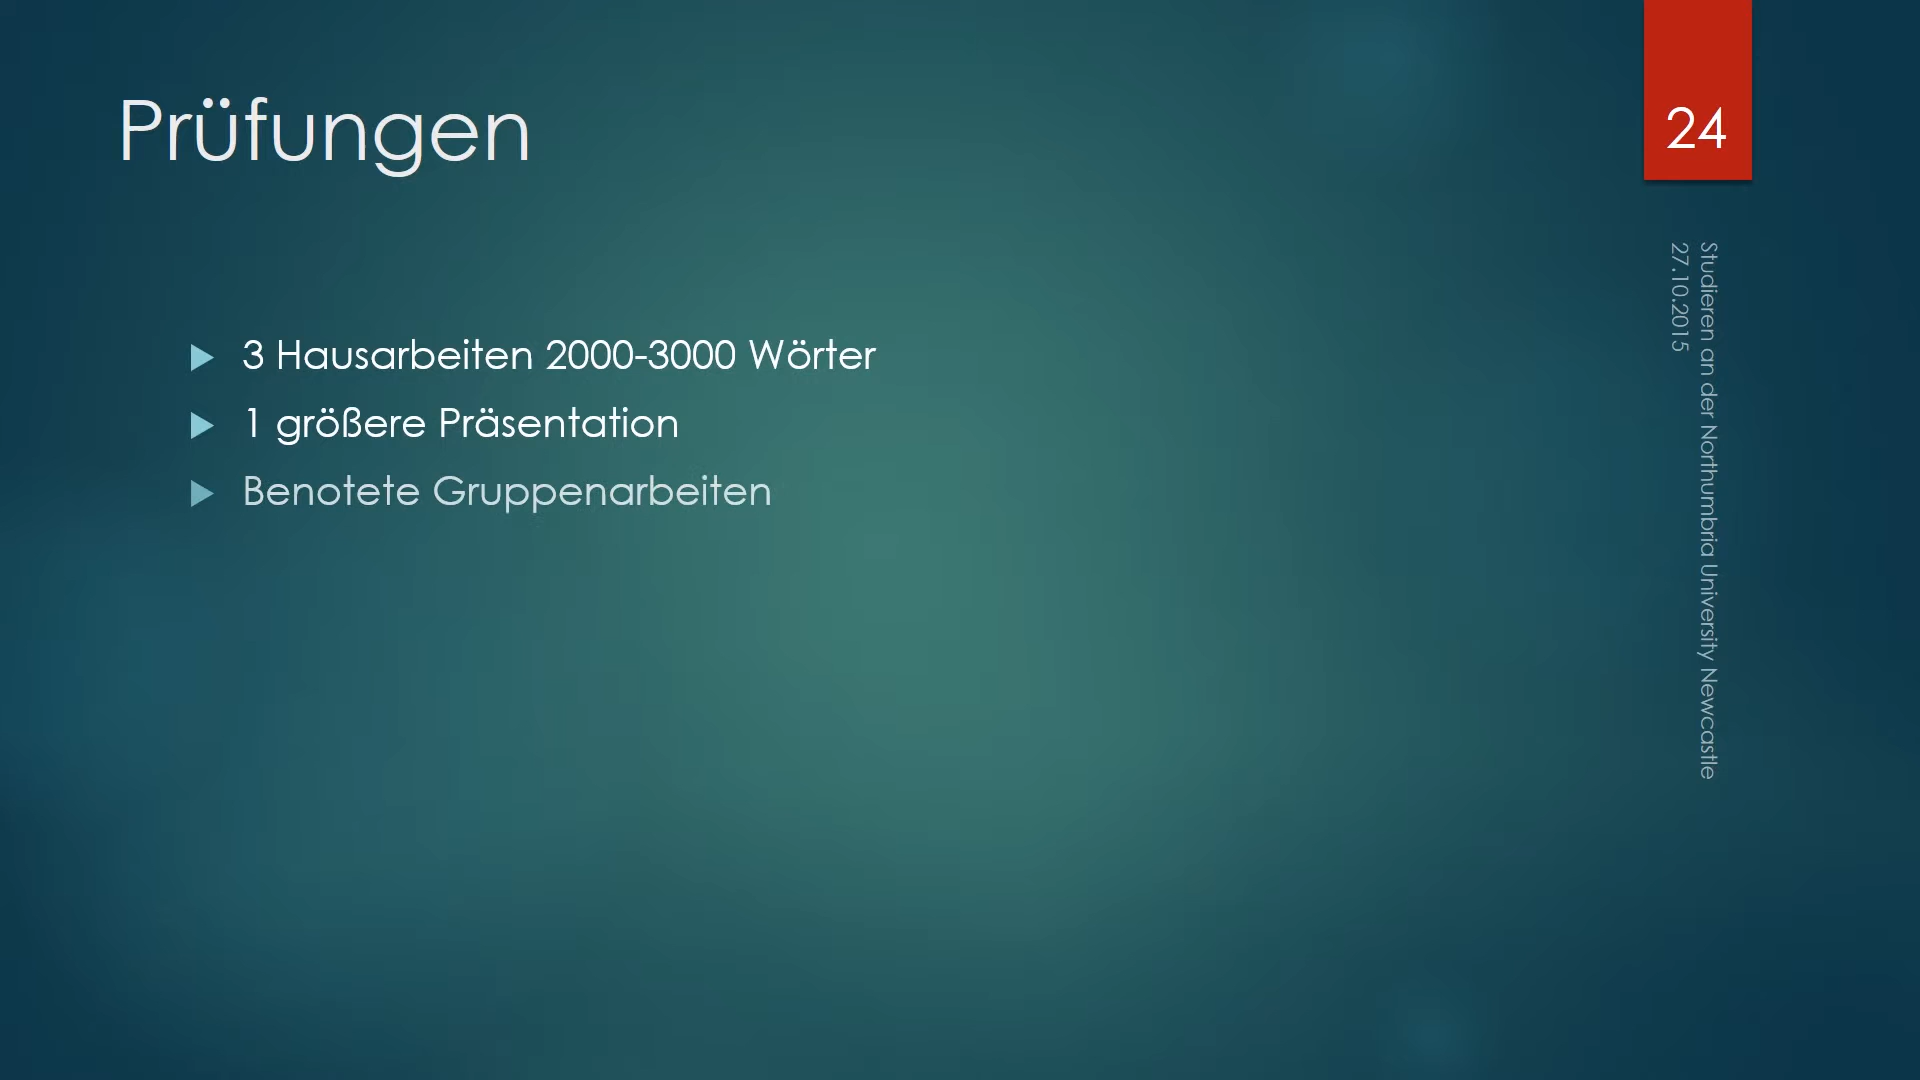 Prüfungen
24
3 Hausarbeiten 2000-3000 Wörter
1 größere Präsentation
Benotete Gruppenarbeiten
Studieren an der Northumbria University Newcastle
27.10.2015